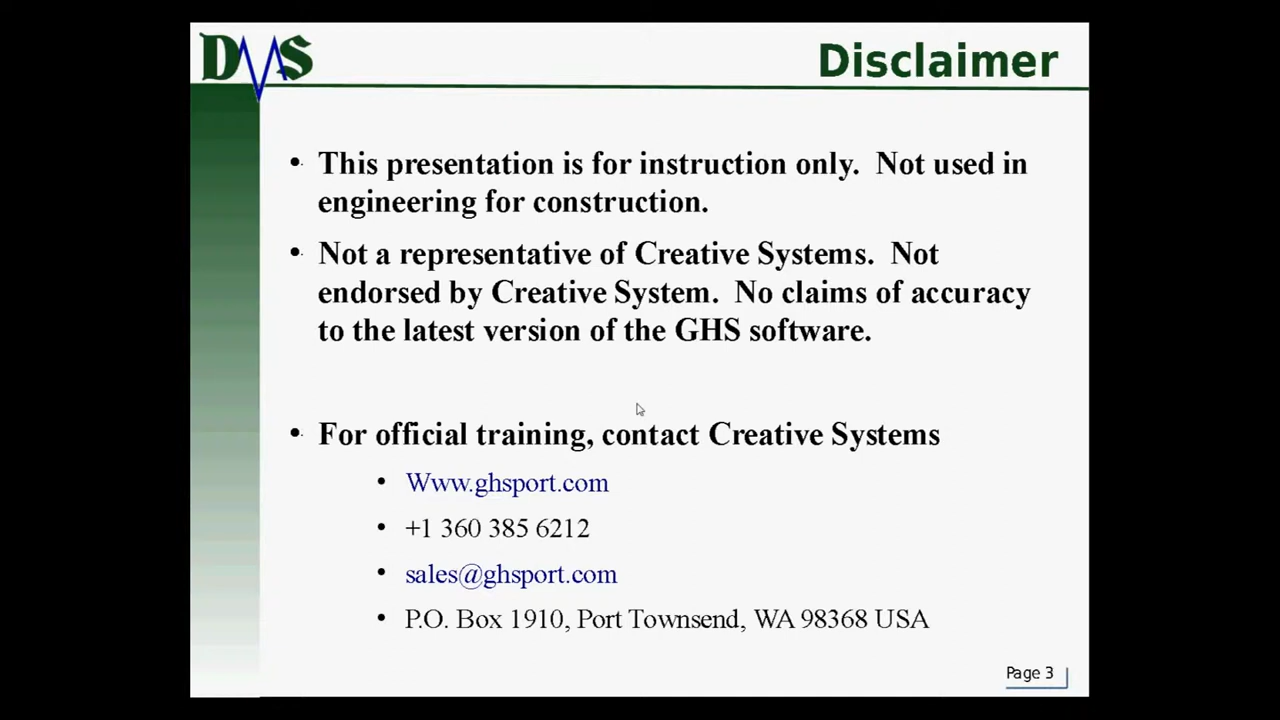 DMS
Disclaimer
• This presentation is for instruction only.  Not used in
engineering for construction.
• Not a representative of Creative Systems.  Not
endorsed by Creative System.  No claims of accuracy
to the latest version of the GHS software.
• For official training, contact Creative Systems
• Www.ghsport.com
• +1 360 385 6212
• sales@ghsport.com
• P.O. Box 1910, Port Townsend, WA 98368 USA
Page 3